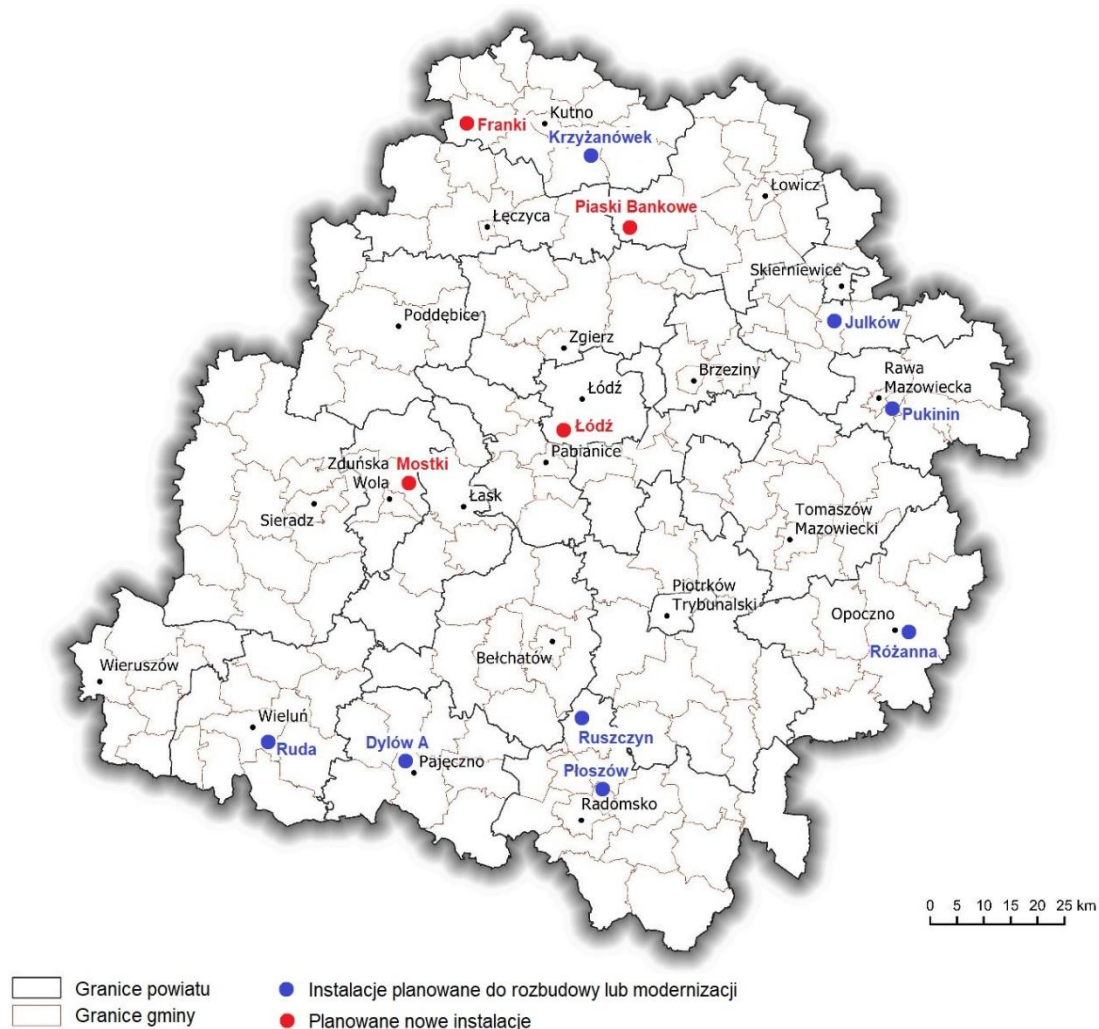 Kutno
Franki
Krzyżanówek
Łowicz
Piaski Bankowe
Łęczyca
Skierniewice
Poddębice
Julków
Zgierz
Brzeziny
Rawa
Mazowiecka
Łódź
Pukinin
Łódź
Pabianice
Zduńska
Wola
Mostki
Łask
Sieradz
Tomaszów
Mazowiecki
Piotrków
Trybunalski
Opoczno
Różanna
Bełchatów
Wieruszów
Wieluń
Ruda
Dylów A
Pajęczno
Ruszczyn
Płoszów
Radomsko
0 5 10 15 20 25 km
Granice powiatu
Granice gminy
Instalacje planowane do rozbudowy lub modernizacji
Planowane nowe instalacje